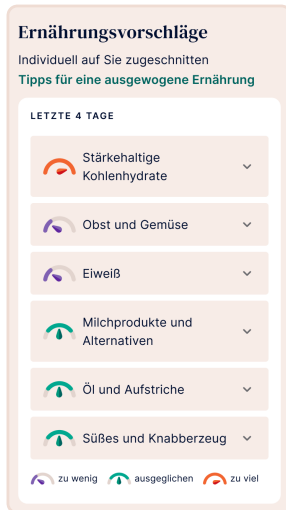 Ernährungsvorschläge
Individuell auf Sie zugeschnitten
Tipps für eine ausgewogene Ernährung
LETZTE 4 TAGE
Stärkehaltige
Kohlenhydrate
Obst und Gemüse
Eiweiß
Milchprodukte und
Alternativen
Öl und Aufstriche
Süßes und Knabberzeug
zu wenig ausgeglichen zu viel